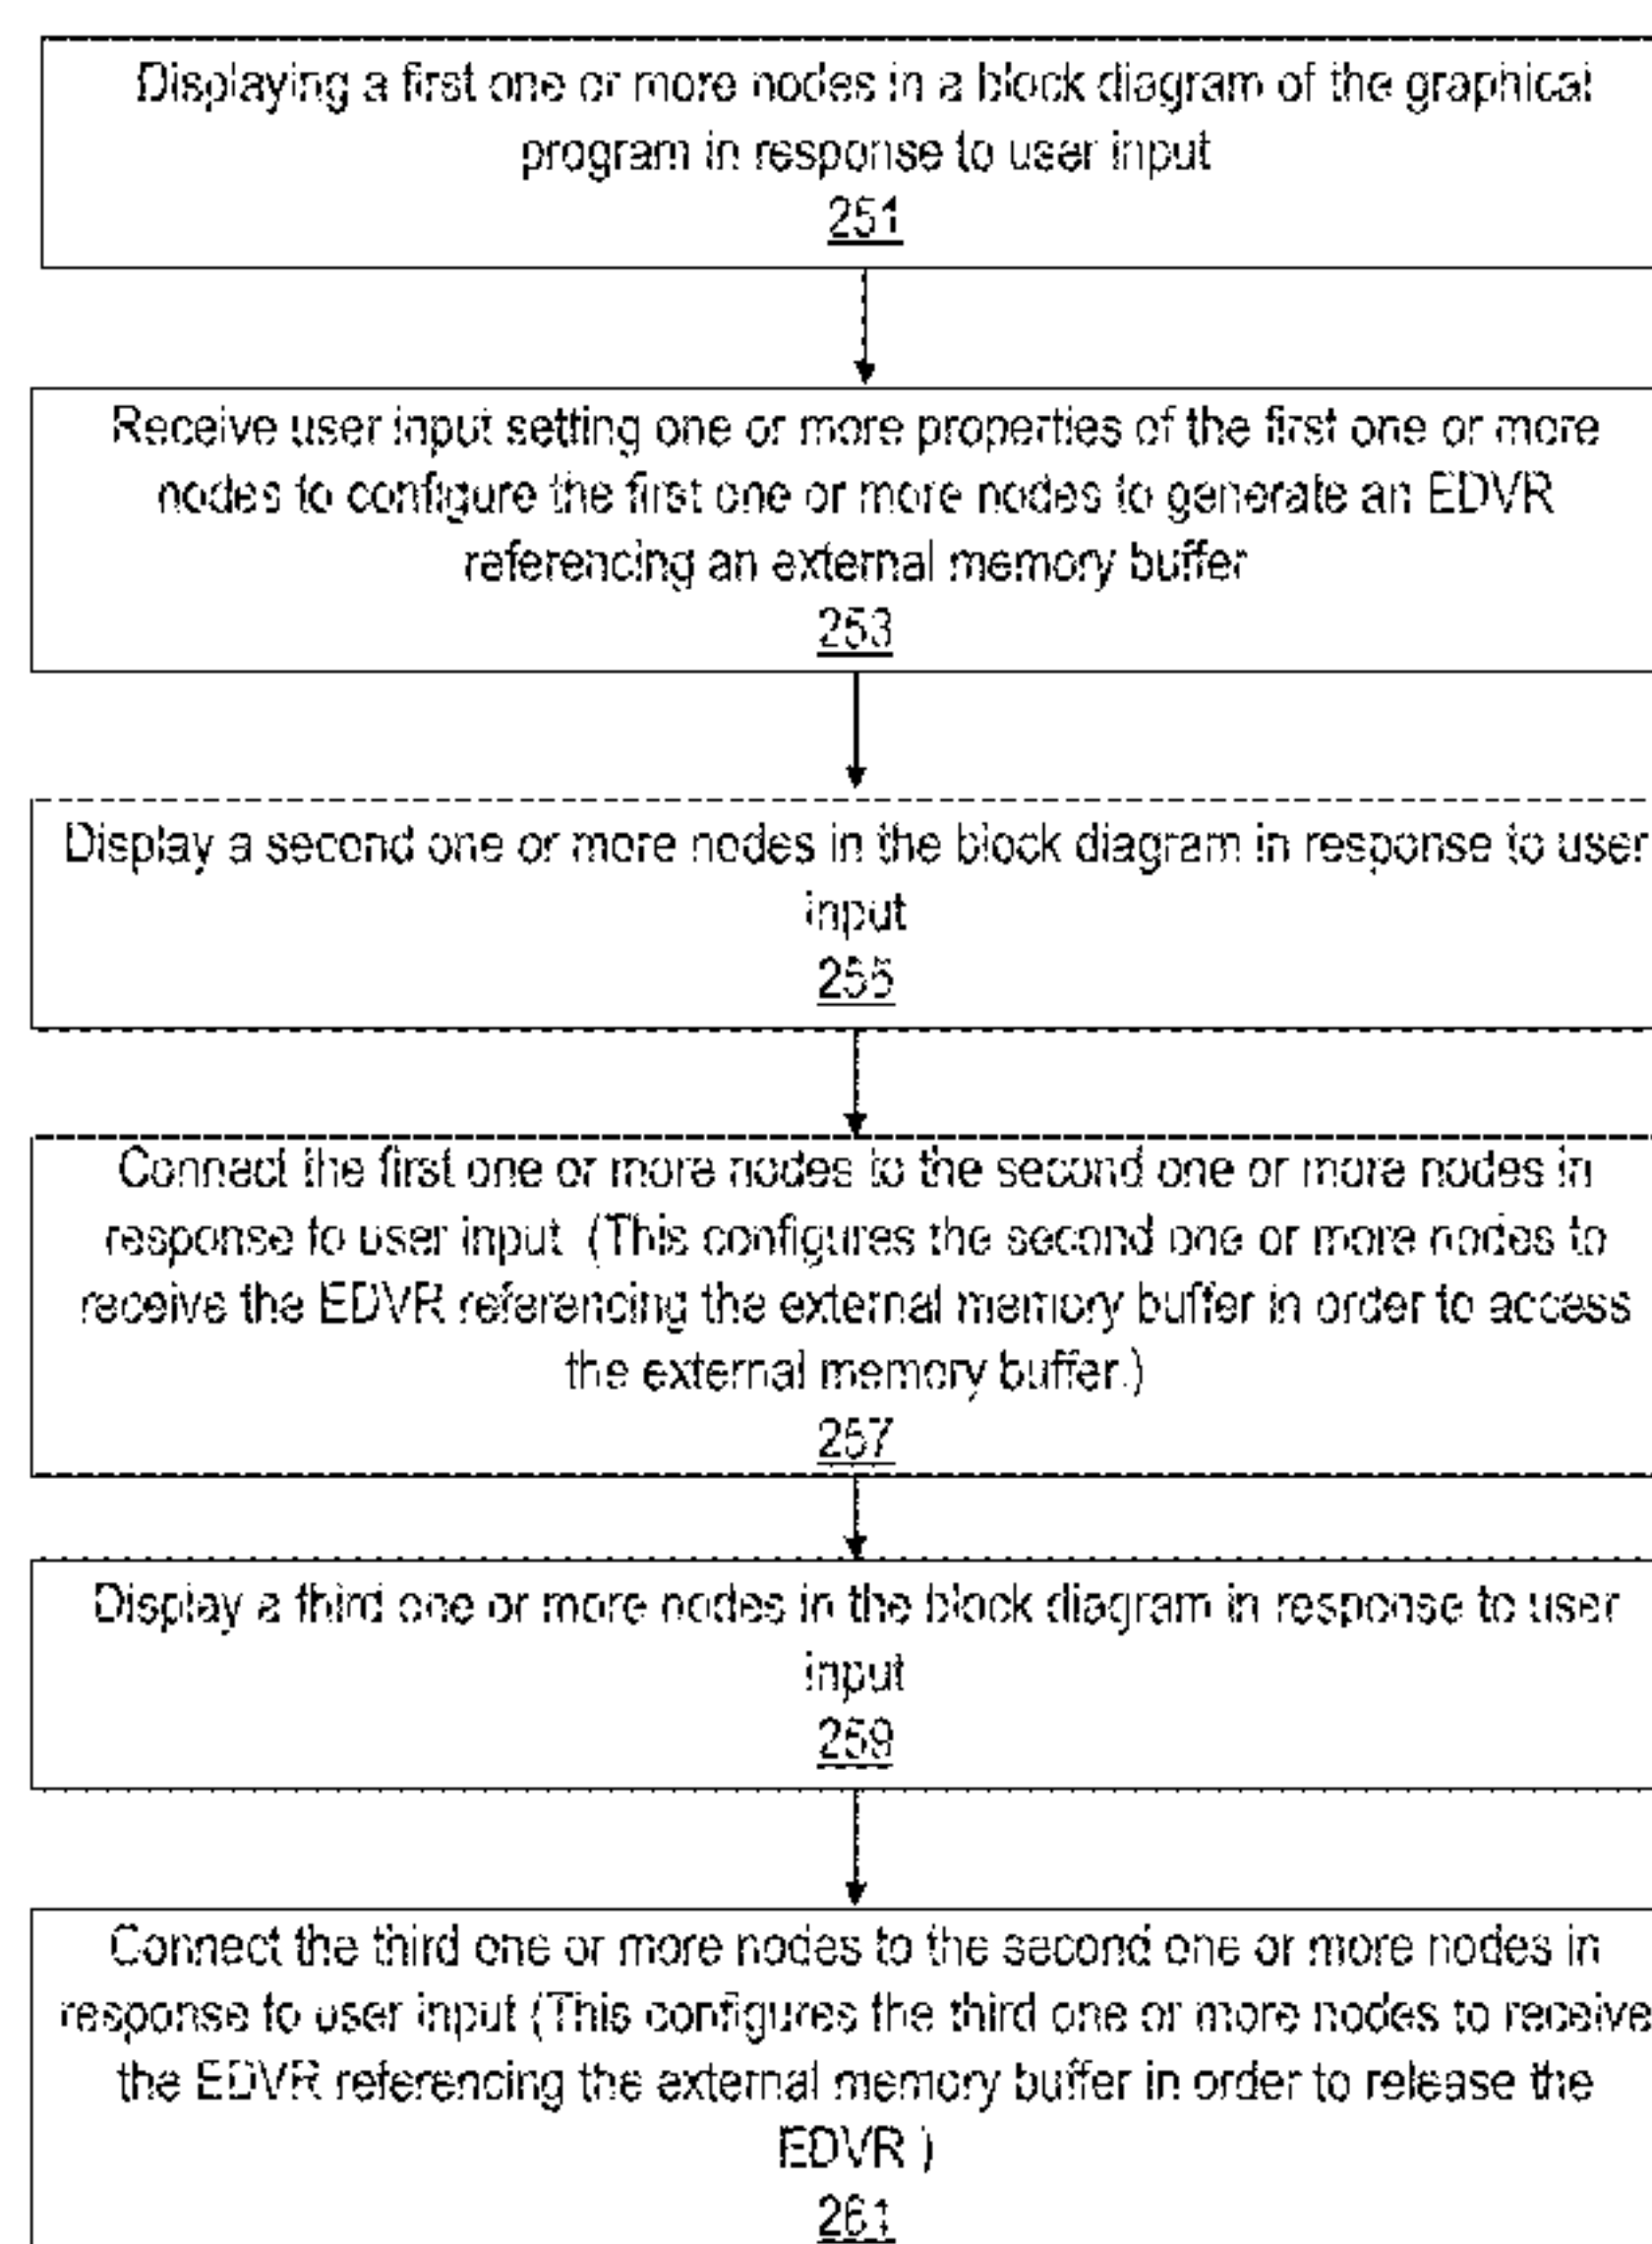 Displaying a first one or more nodes in a block diagram of the graphical
program in response to user input
251
Receive user input setting one or more properties of the first one or more
nodes to configure the first one or more nodes to generate an EDVR
referencing an external memory buffer
253
Display a second one or more nodes in the block diagram in response to user
input
255
Connect the first one or more nodes to the second one or more nodes in
response to user input (This configures the second one or more nodes to
receive the EDVR referencing the external memory buffer in order to access
the external memory buffer.)
257
Display a third one or more nodes in the block diagram in response to user
input
259
Connect the third one or more nodes to the second one or more nodes in
response to user input (This configures the third one or more nodes to receive
the EDVR referencing the external memory buffer in order to release the
EDVR )
261